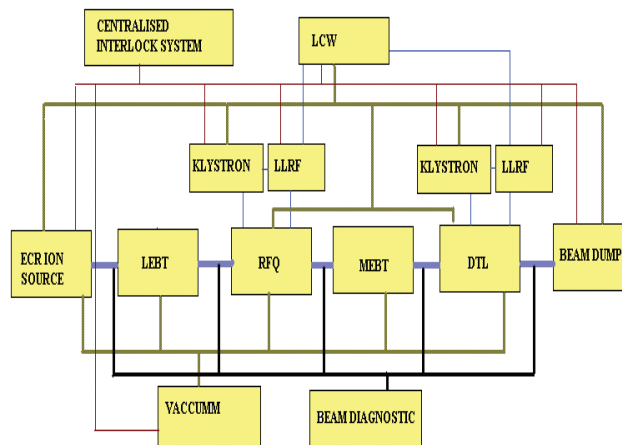 CENTRALISED
INTERLOCK SYSTEM
LCW
KLYSTRON
LLRF
KLYSTRON
LLRF
ECR ION
SOURCE
LEBT
RFQ
MEBT
DTL
BEAM DUMP
VACCUMM
BEAM DIAGNOSTIC